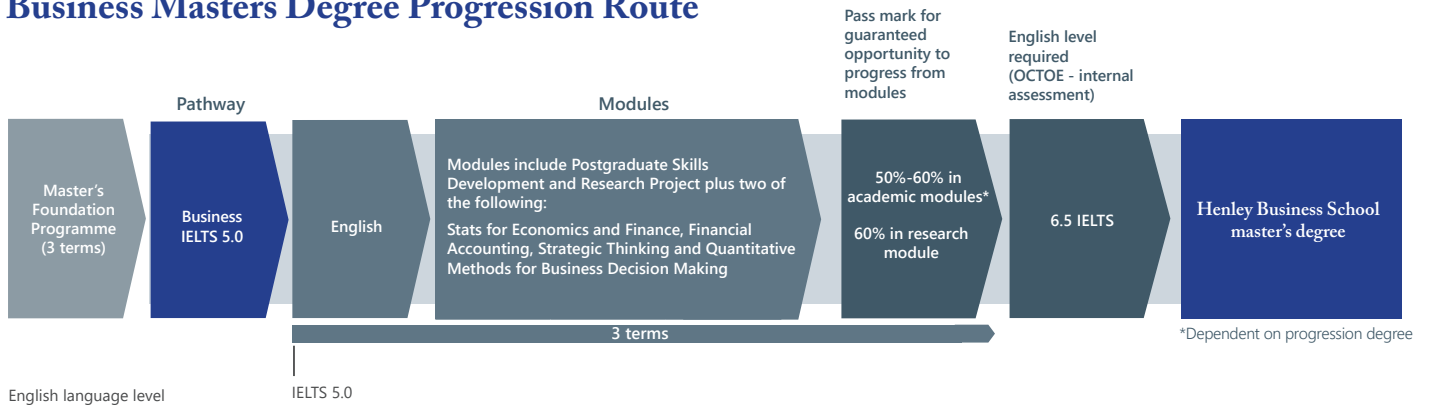 Business Masters Degree Progression Route
Pass mark for
guaranteed
opportunity to
progress from
modules
English level
required
(OCTOE - internal
assessment)
Pathway
Modules
Master's
Foundation
Programme
(3 terms)
Business
IELTS 5.0
English
Modules include Postgraduate Skills
Development and Research Project plus two of
the following:
Stats for Economics and Finance, Financial
Accounting, Strategic Thinking and Quantitative
Methods for Business Decision Making
50%-60% in
academic modules*
60% in research
module
6.5 IELTS
Henley Business School
master's degree
3 terms
*Dependent on progression degree
English language level
IELTS 5.0